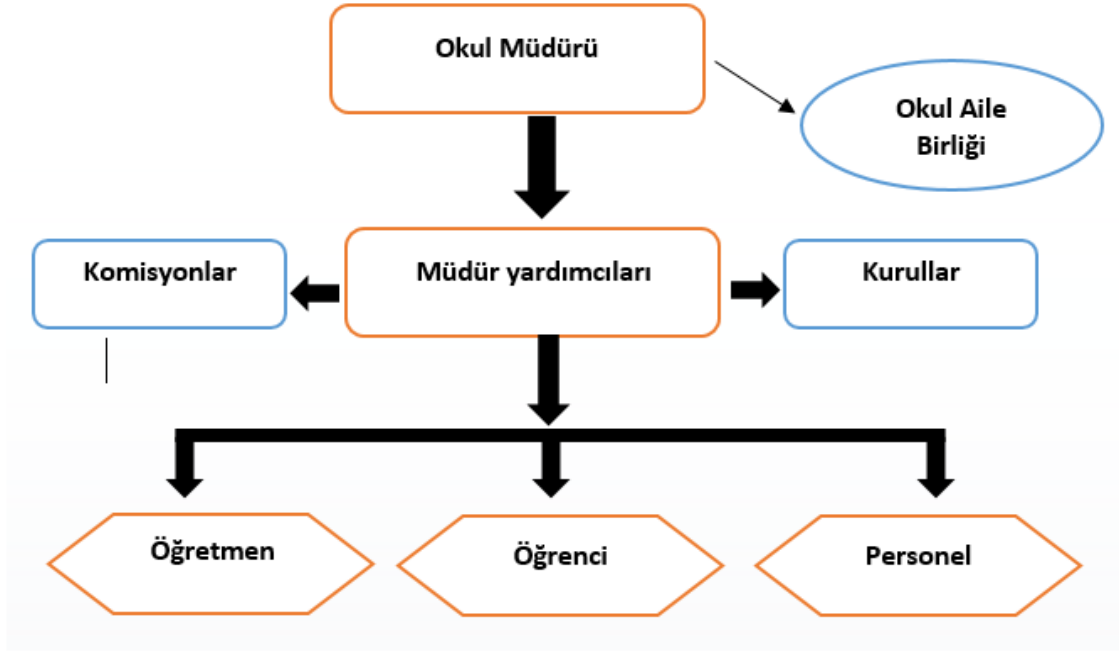 Okul Müdürü
Okul Aile
Birliği
Komisyonlar
Müdür yardımcıları
Kurullar
Öğretmen
Öğrenci
Personel